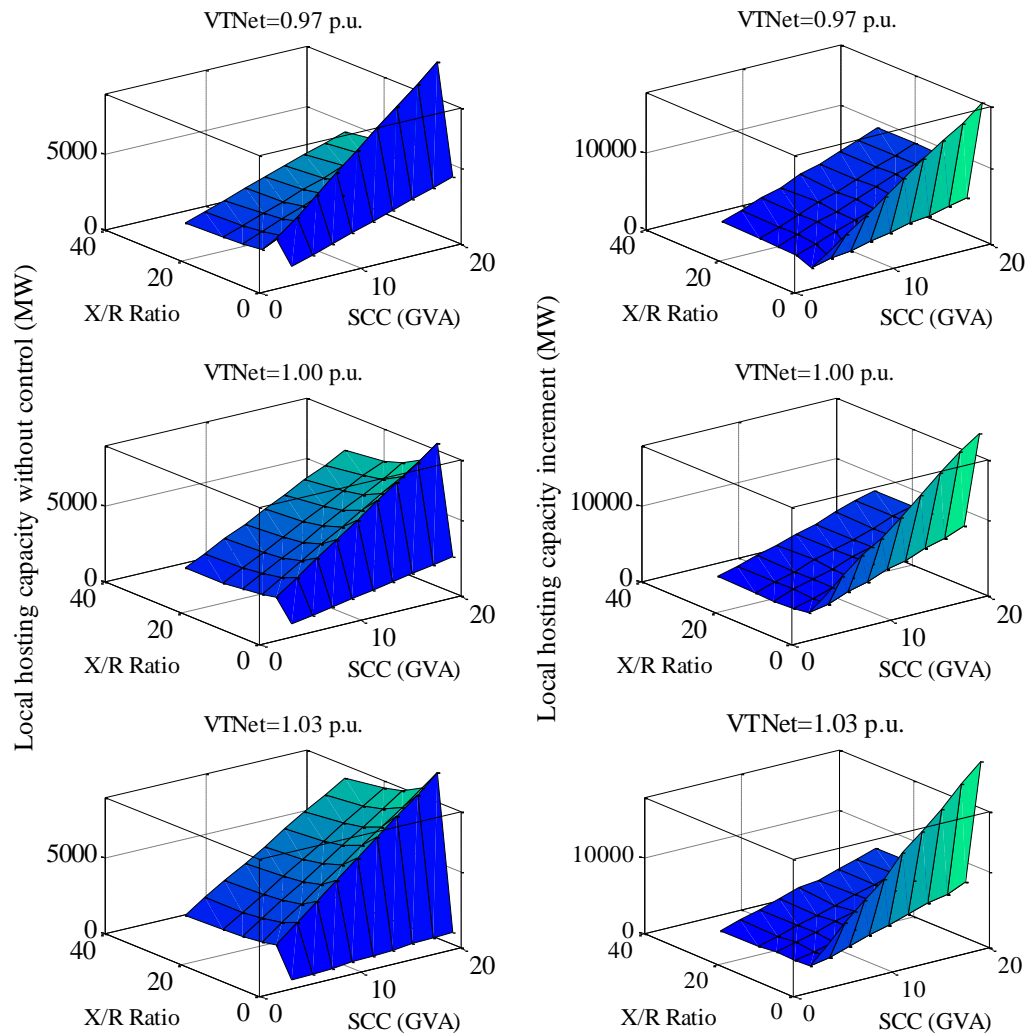 VTNet=0.97 p.u.
5000
0
40
20
0
0
10
20
X/R Ratio
SCC (GVA)
VTNet=0.97 p.u.
10000
0
40
20
0
0
10
20
X/R Ratio
SCC (GVA)
Local hosting capacity without control (MW)
Local hosting capacity increment (MW)
VTNet=1.00 p.u.
5000
0
40
20
0
0
10
20
X/R Ratio
SCC (GVA)
VTNet=1.00 p.u.
10000
0
40
20
0
0
10
20
X/R Ratio
SCC (GVA)
VTNet=1.03 p.u.
5000
0
40
20
0
0
10
20
X/R Ratio
SCC (GVA)
VTNet=1.03 p.u.
10000
0
40
20
0
0
10
20
X/R Ratio
SCC (GVA)